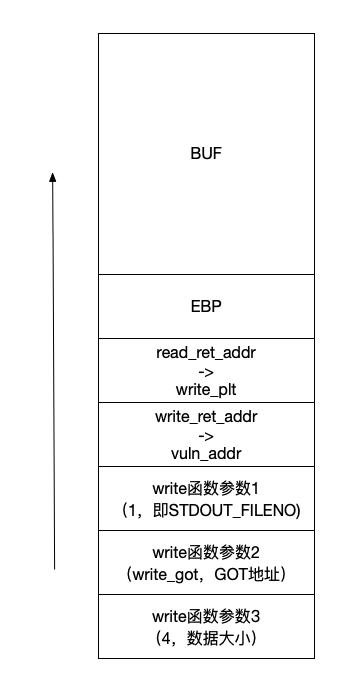 BUF
EBP
read_ret_addr
->
write_plt
write_ret_addr
->
vuln_addr
write函数参数1
（1，即STDOUT_FILENO)
write函数参数2
(write_got，GOT地址）
write函数参数3
(4，数据大小）